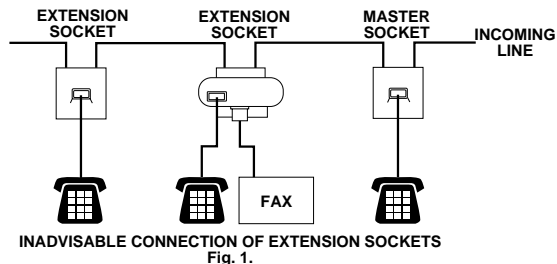 EXTENSION
SOCKET
EXTENSION
SOCKET
MASTER
SOCKET
INCOMING
LINE
FAX
INADVISABLE CONNECTION OF EXTENSION SOCKETS
Fig. 1.